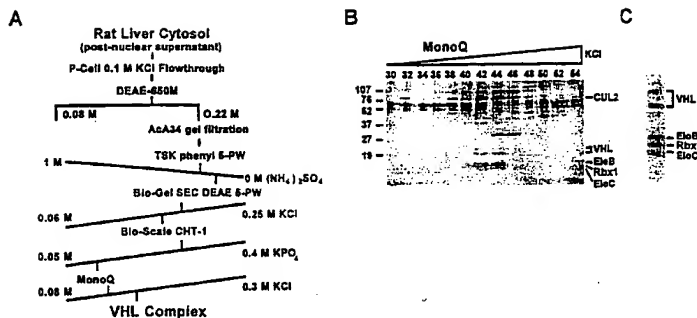 A
Rat Liver Cytosol
(post-nuclear supernatant)
P-Cell 0.1 M KCl Flowthrough
DEAE-650M
0.08 M
0.22 M
AcA34 gel filtration
TSK phenyl 5-PW
1 M
0 M (NH4)2SO4
Bio-Gel SEC DEAE 5-PW
0.06 M
0.25 M KCl
Bio-Scale CHT-1
0.05 M
0.4 M KPO4
MonoQ
0.08 M
0.3 M KCl
VHL Complex
B
MonoQ
KCl
30 32 34 36 38 40 42 44 46 48 50 52 54
107
76
52
37
27
19
CUL2
VHL
EloB
Rbx1
EloC
C
VHL
EloB
Rbx
EloC